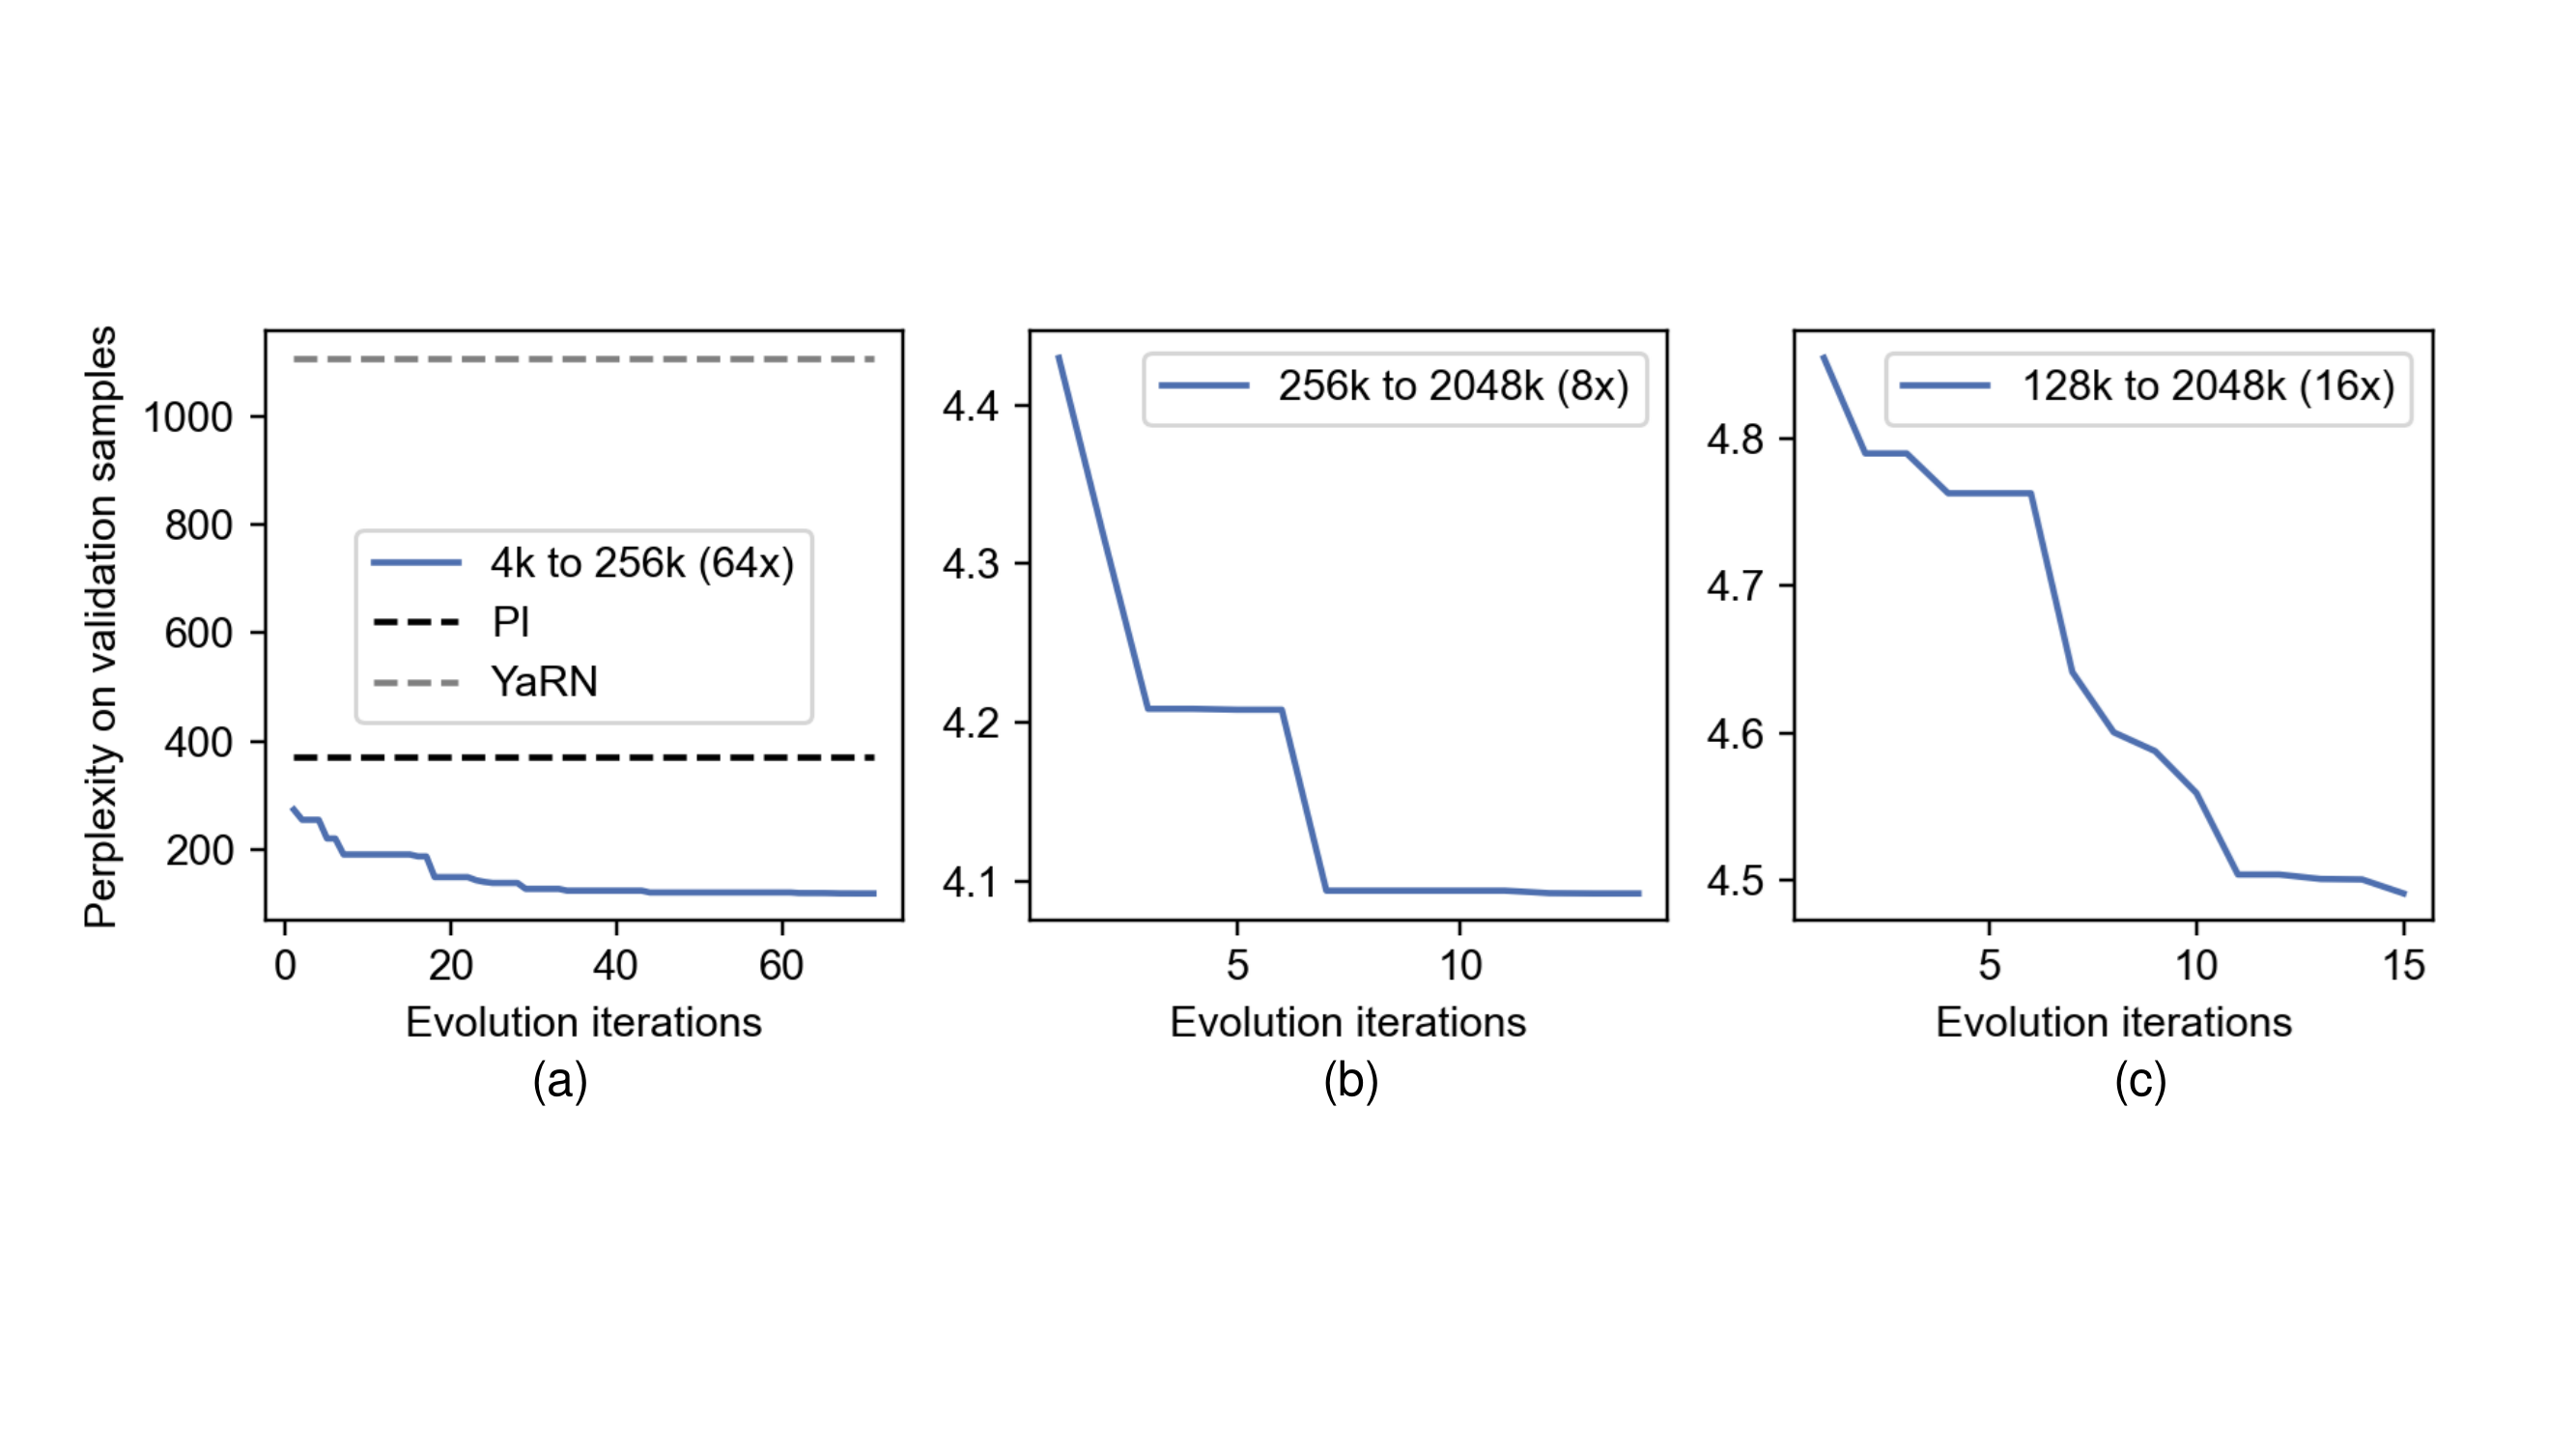 Perplexity on validation samples
1000
800
600
400
200
4k to 256k (64x)
PI
YaRN
0 20 40 60
Evolution iterations
(a)
4.4
4.3
4.2
4.1
256k to 2048k (8x)
5 10
Evolution iterations
(b)
4.8
4.7
4.6
4.5
128k to 2048k (16x)
5 10 15
Evolution iterations
(c)